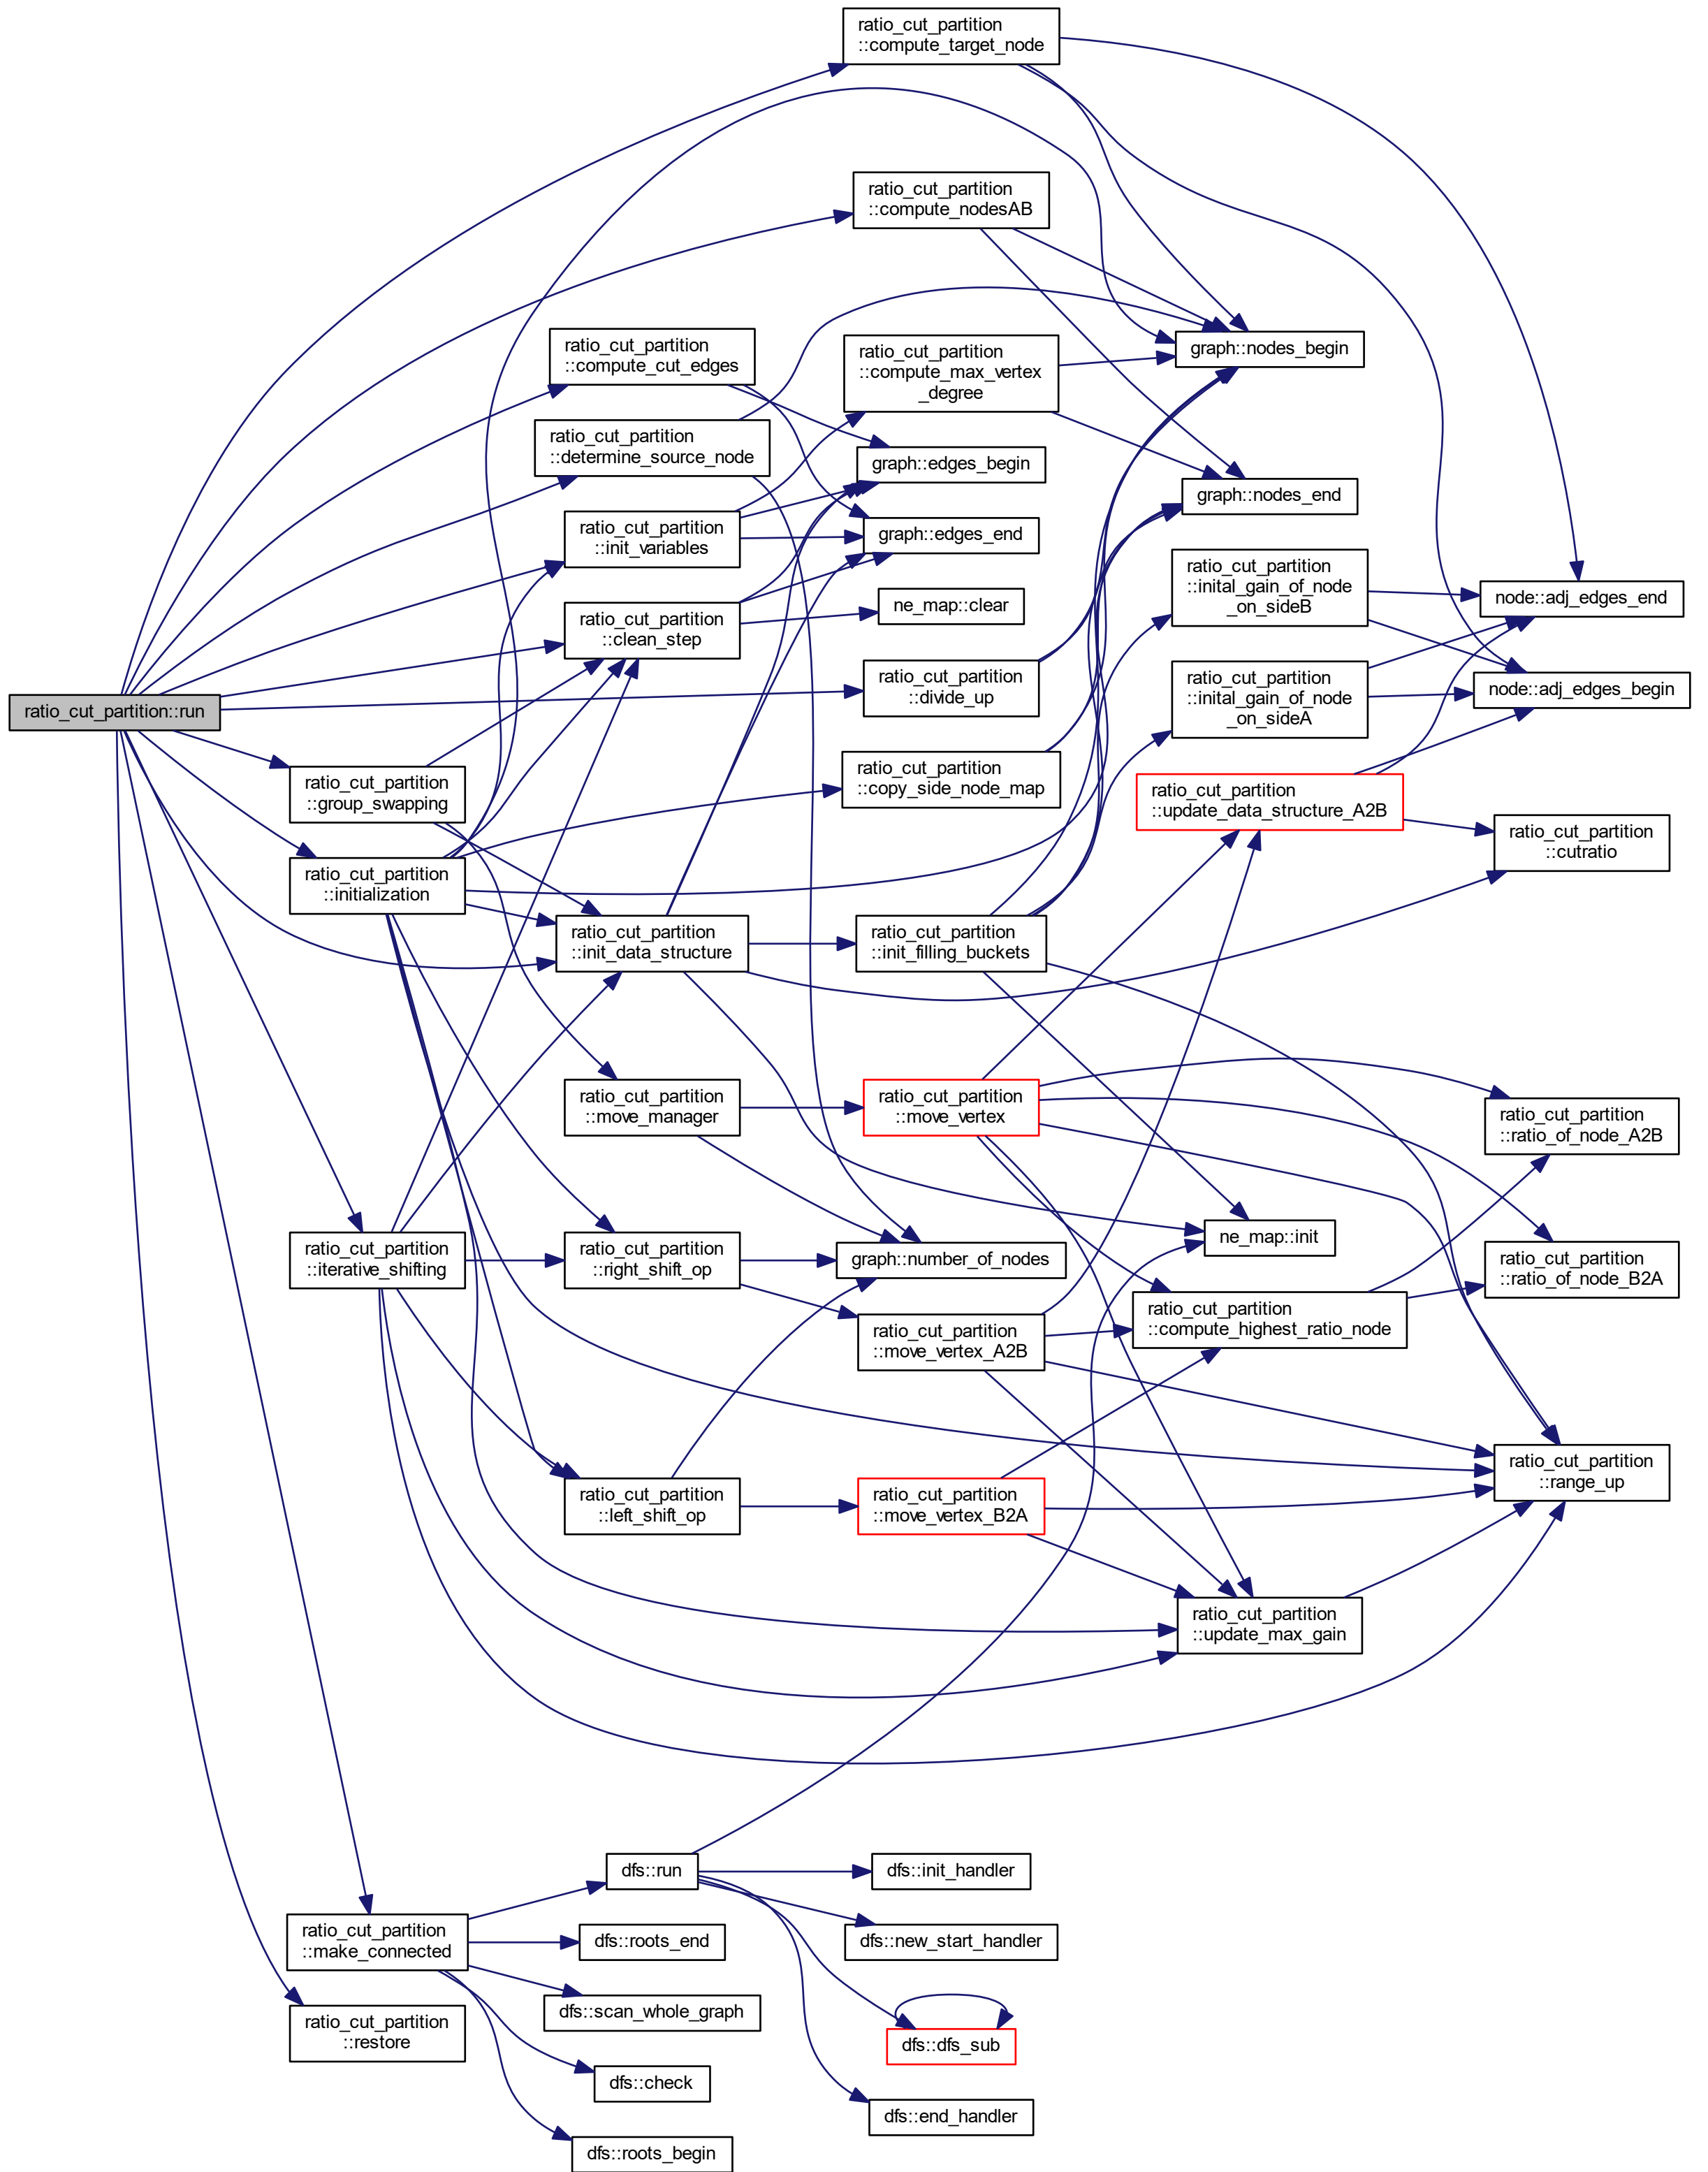 ratio_cut_partition
::compute_target_node
ratio_cut_partition
::compute_nodesAB
ratio_cut_partition
::compute_cut_edges
ratio_cut_partition
::compute_max_vertex
_degree
graph::nodes_begin
ratio_cut_partition
::determine_source_node
graph::edges_begin
graph::nodes_end
ratio_cut_partition
::init_variables
graph::edges_end
ratio_cut_partition
::inital_gain_of_node
_on_sideB
node::adj_edges_end
ratio_cut_partition
::clean_step
ne_map::clear
ratio_cut_partition::run
ratio_cut_partition
::divide_up
ratio_cut_partition
::inital_gain_of_node
_on_sideA
node::adj_edges_begin
ratio_cut_partition
::group_swapping
ratio_cut_partition
::copy_side_node_map
ratio_cut_partition
::update_data_structure_A2B
ratio_cut_partition
::cutratio
ratio_cut_partition
::initialization
ratio_cut_partition
::init_data_structure
ratio_cut_partition
::init_filling_buckets
ratio_cut_partition
::move_manager
ratio_cut_partition
::move_vertex
ratio_cut_partition
::ratio_of_node_A2B
ratio_cut_partition
::iterative_shifting
ratio_cut_partition
::right_shift_op
graph::number_of_nodes
ne_map::init
ratio_cut_partition
::ratio_of_node_B2A
ratio_cut_partition
::move_vertex_A2B
ratio_cut_partition
::compute_highest_ratio_node
ratio_cut_partition
::left_shift_op
ratio_cut_partition
::move_vertex_B2A
ratio_cut_partition
::range_up
ratio_cut_partition
::update_max_gain
dfs::run
dfs::init_handler
ratio_cut_partition
::make_connected
dfs::roots_end
dfs::new_start_handler
dfs::scan_whole_graph
ratio_cut_partition
::restore
dfs::dfs_sub
dfs::check
dfs::end_handler
dfs::roots_begin